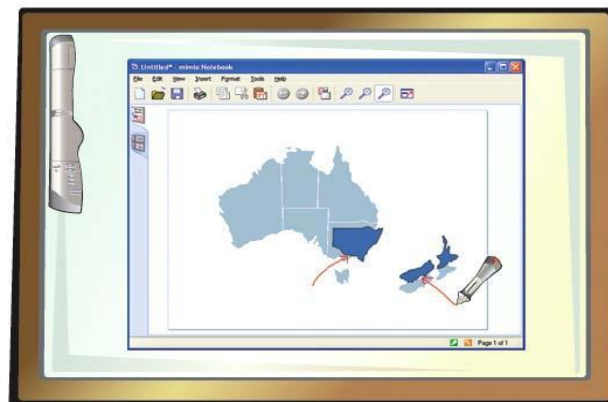 Untitled* - mimio Notebook
File Edit View Insert Format Tools Help
Page 1 of 1